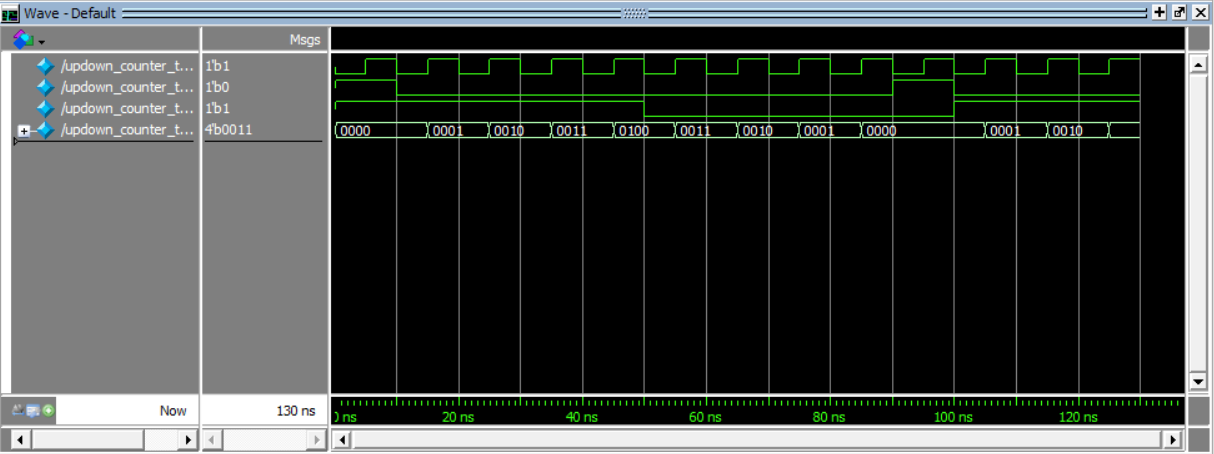 Wave - Default
Msgs
/updown_counter_t... 1'b1
/updown_counter_t... 1'b0
/updown_counter_t... 1'b1
/updown_counter_t... 4'b0011 0000 0001 0010 0011 0100 0011 0010 0001 0000 0001 0010
Now 130 ns
ns 20 ns 40 ns 60 ns 80 ns 100 ns 120 ns